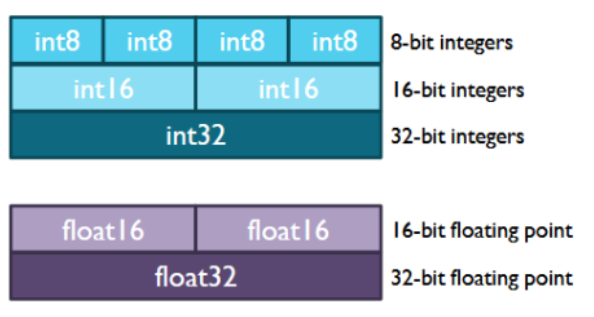 int8 int8 int8 int8 8-bit integers
int16 int16 16-bit integers
int32 32-bit integers
float16 float16 16-bit floating point
float32 32-bit floating point